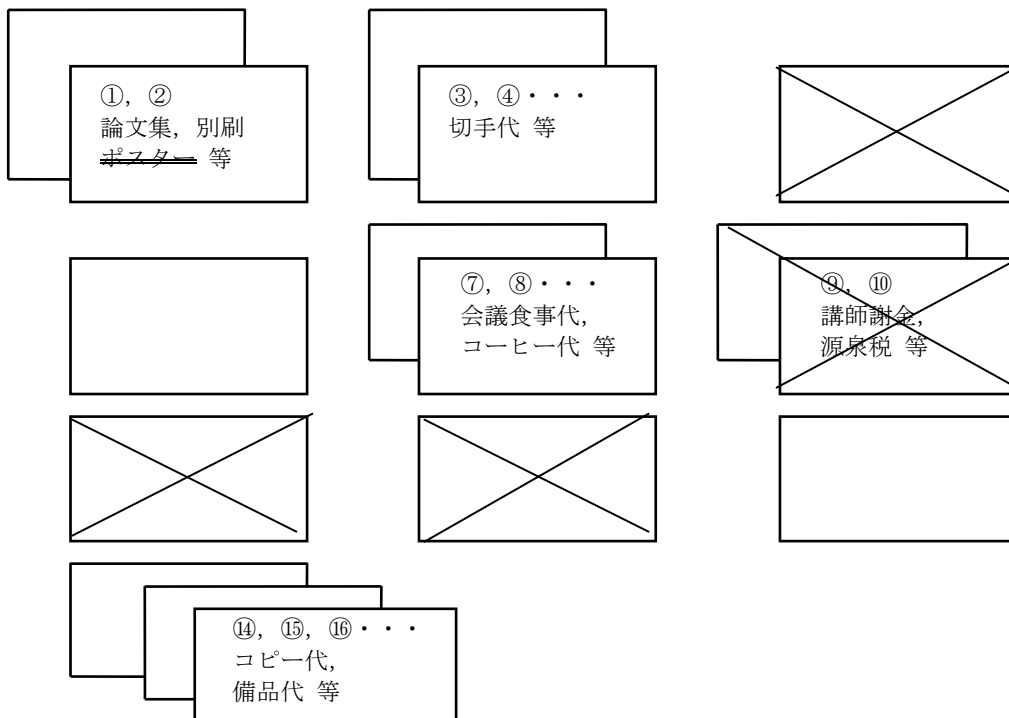 ①，②
論文集，別刷
ポスター 等
③，④・・・
切手代 等
⑦，⑧・・・
会議食事代，
コーヒー代 等
⑨，⑩
講師謝金，
源泉税 等
⑭，⑮，⑯・・・
コピー代，
備品代 等